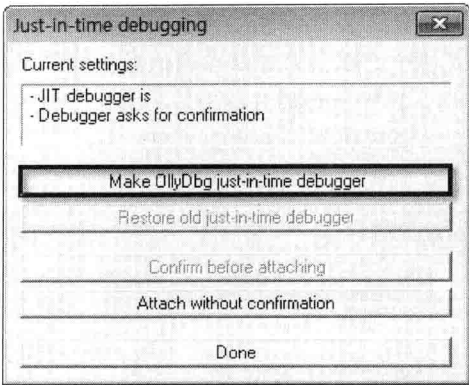 Just-in-time debugging
Current settings:
- JIT debugger is
- Debugger asks for confirmation
Make OllyDbg just-in-time debugger
Restore old just-in-time debugger
Confirm before attaching
Attach without confirmation
Done